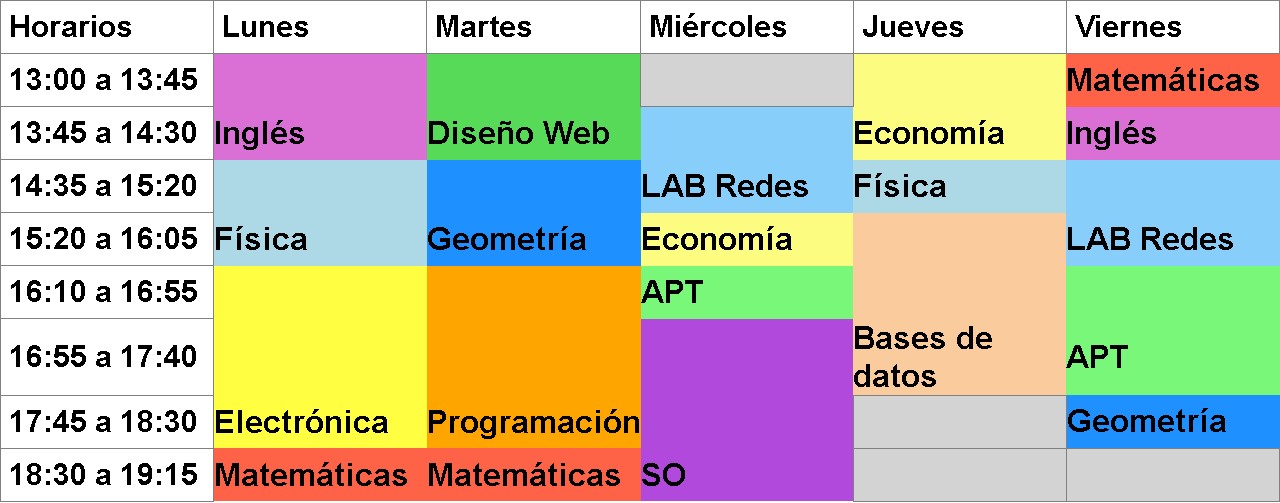 Horarios Lunes Martes Miércoles Jueves Viernes
13:00 a 13:45 Matemáticas
13:45 a 14:30 Inglés Diseño Web Economía Inglés
14:35 a 15:20 LAB Redes Física
15:20 a 16:05 Física Geometría Economía LAB Redes
16:10 a 16:55 APT
16:55 a 17:40 Bases de datos APT
17:45 a 18:30 Electrónica Programación Geometría
18:30 a 19:15 Matemáticas Matemáticas SO